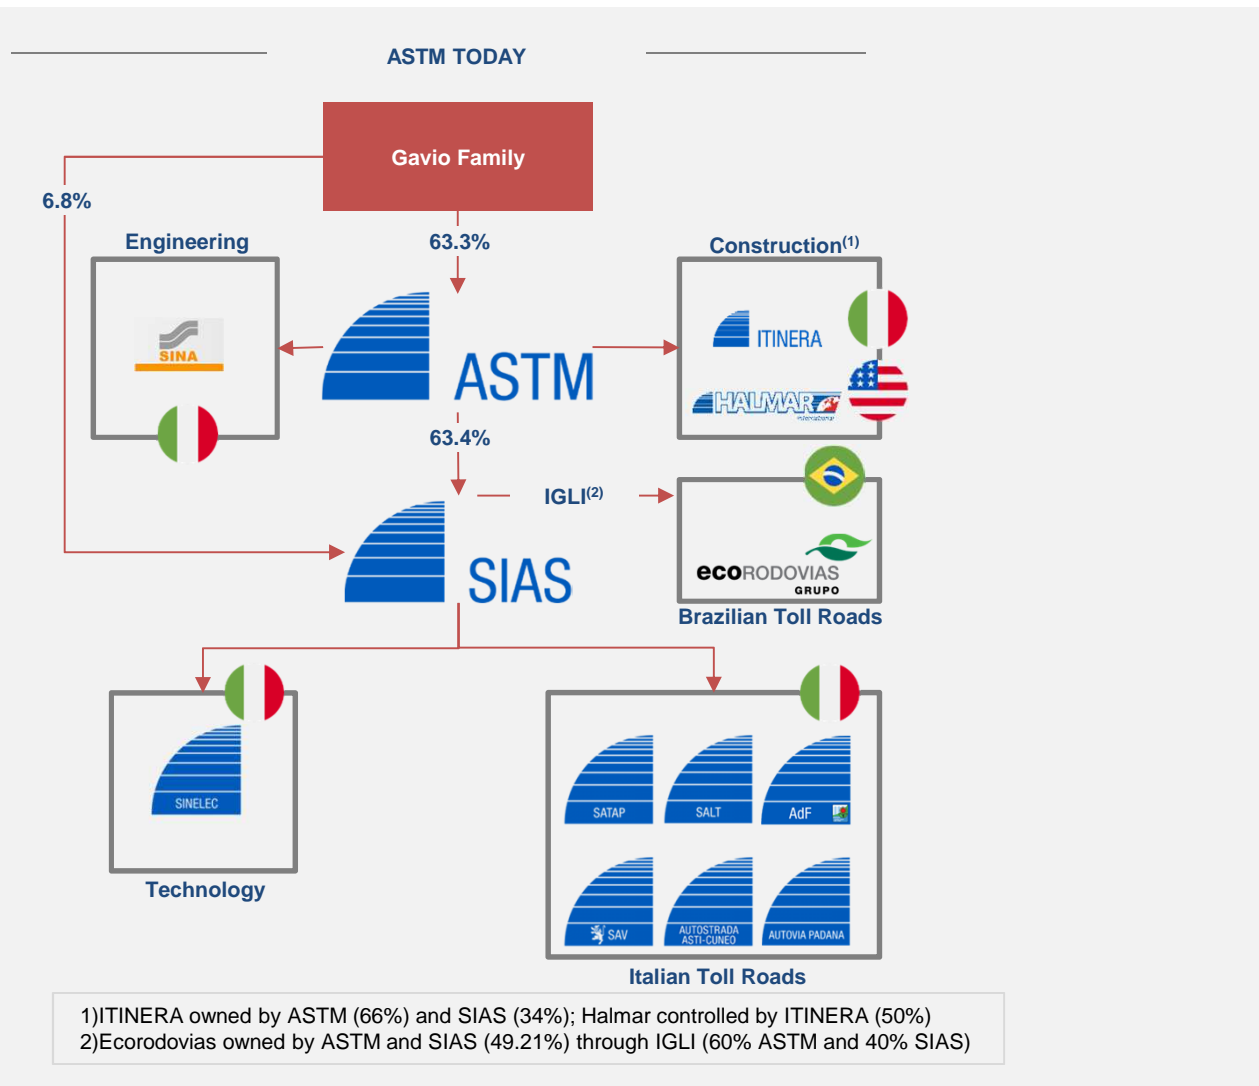 ASTM TODAY
Gavio Family
6.8%
63.3%
Engineering
Construction(1)
SINA
ITINERA
HALMAR
International
ASTM
63.4%
IGLI(2)
SIAS
ecoRODOVIAS
GRUPO
Brazilian Toll Roads
SINELEC
Technology
SATAP
SALT
AdF
SAV
AUTOSTRADA
ASTI-CUNEO
AUTOVIA PADANA
Italian Toll Roads
1)ITINERA owned by ASTM (66%) and SIAS (34%); Halmar controlled by ITINERA (50%)
2)Ecorodovias owned by ASTM and SIAS (49.21%) through IGLI (60% ASTM and 40% SIAS)